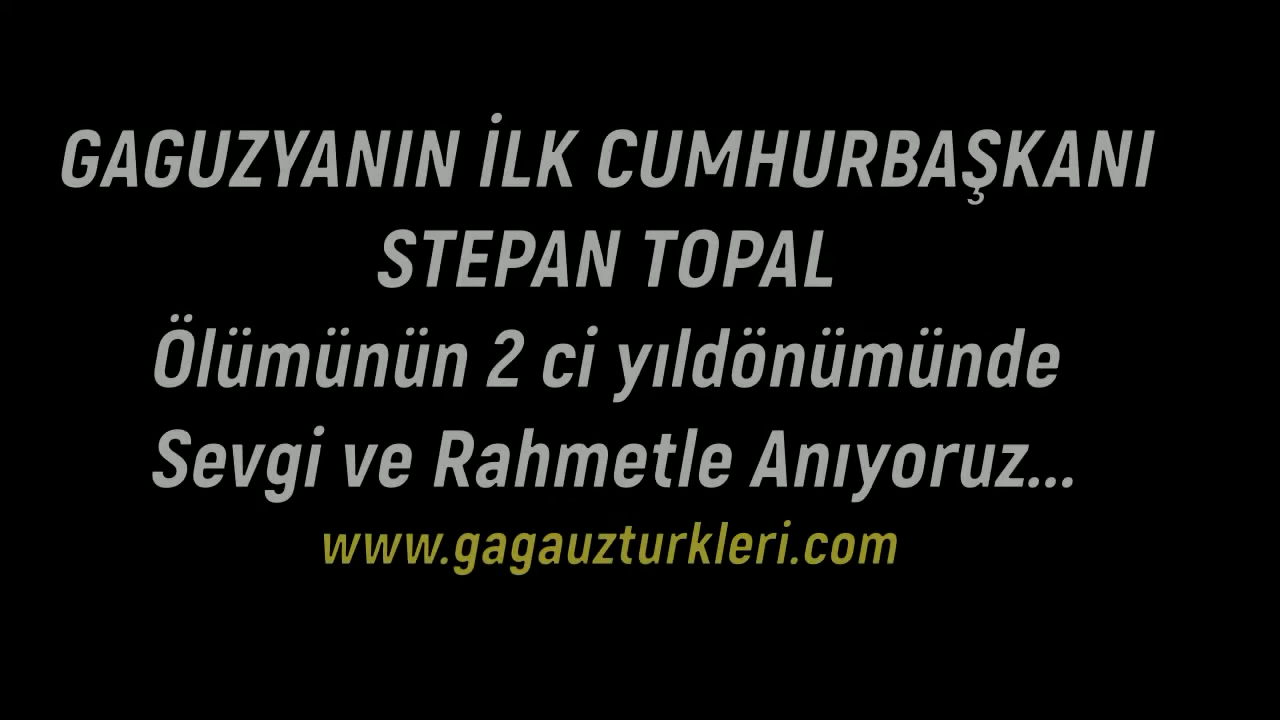 GAGUZYANIN İLK CUMHURBAŞKANI
STEPAN TOPAL
Ölümünün 2 ci yıldönümünde
Sevgi ve Rahmetle Anıyoruz...
www.gagauzturkleri.com